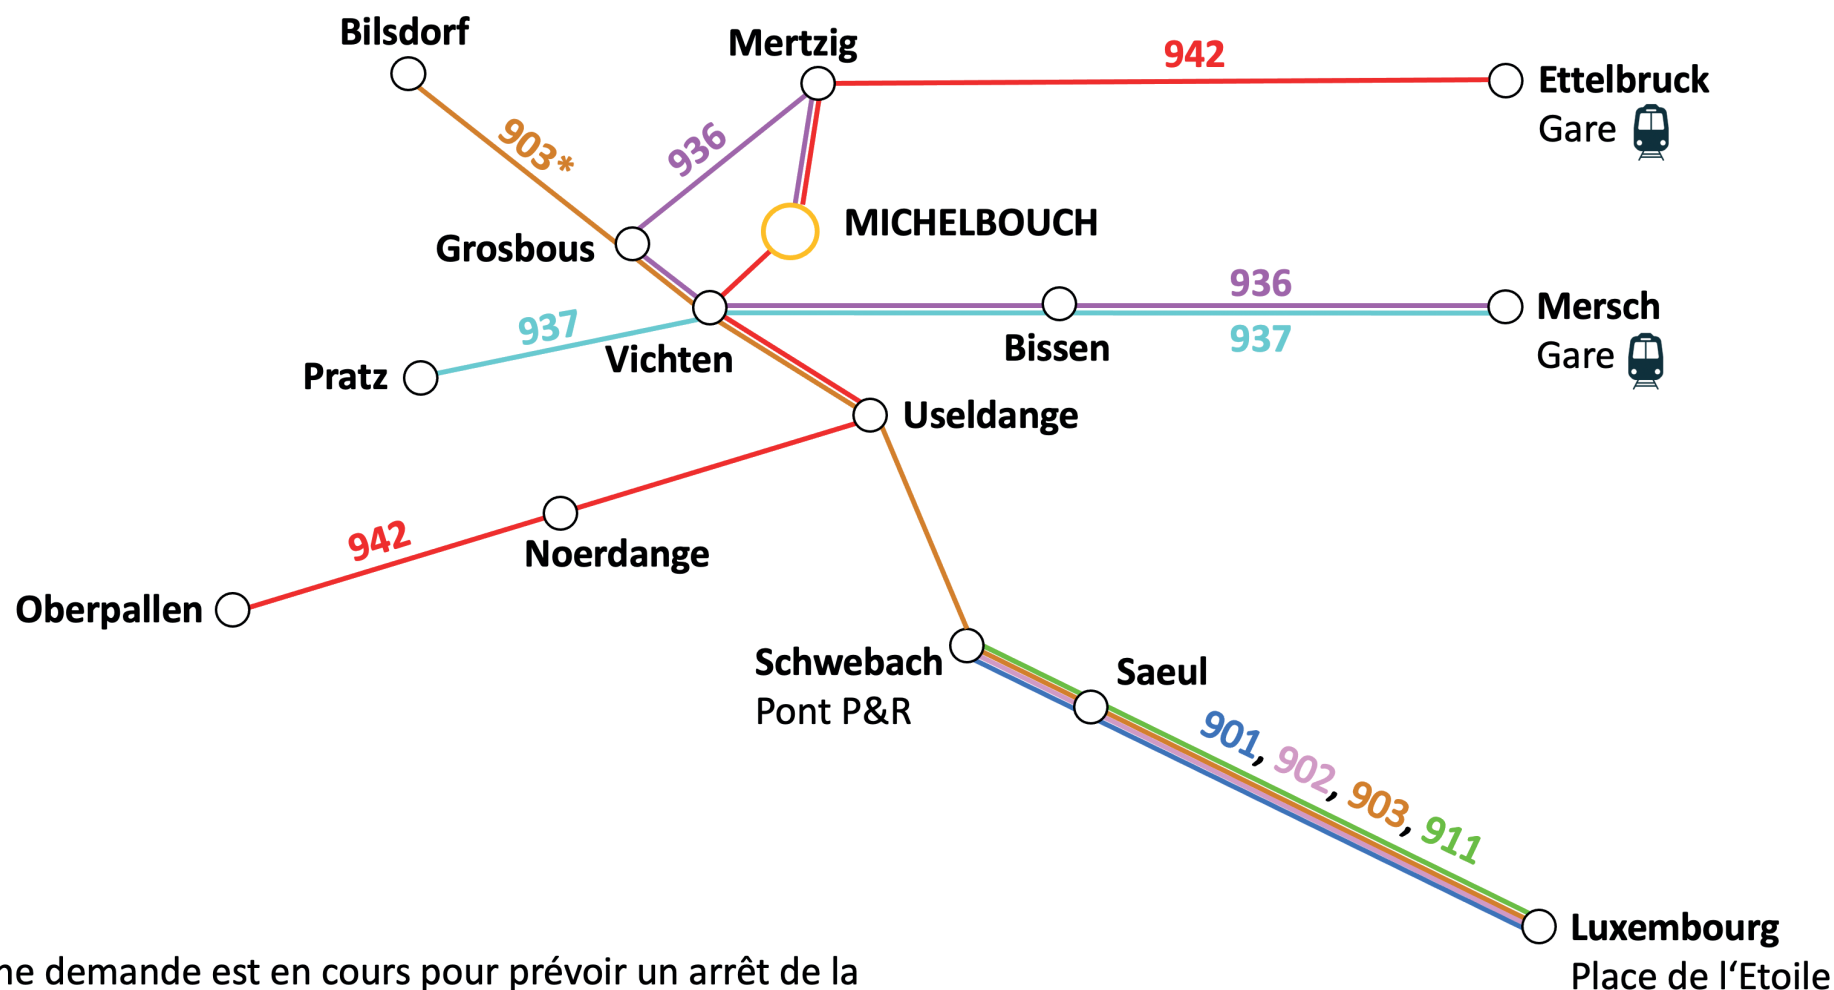 Bilsdorf
Mertzig
942
Ettelbruck
Gare
903*
936
MICHELBOUCH
Grosbous
936
Mersch
Gare
937
937
Vichten
Bissen
Pratz
Useldange
942
Noerdange
Oberpallen
Schwebach
Pont P&R
Saeul
901, 902, 903, 911
Luxembourg
Place de l‘Etoile
demande est en cours pour prévoir un arrêt de la